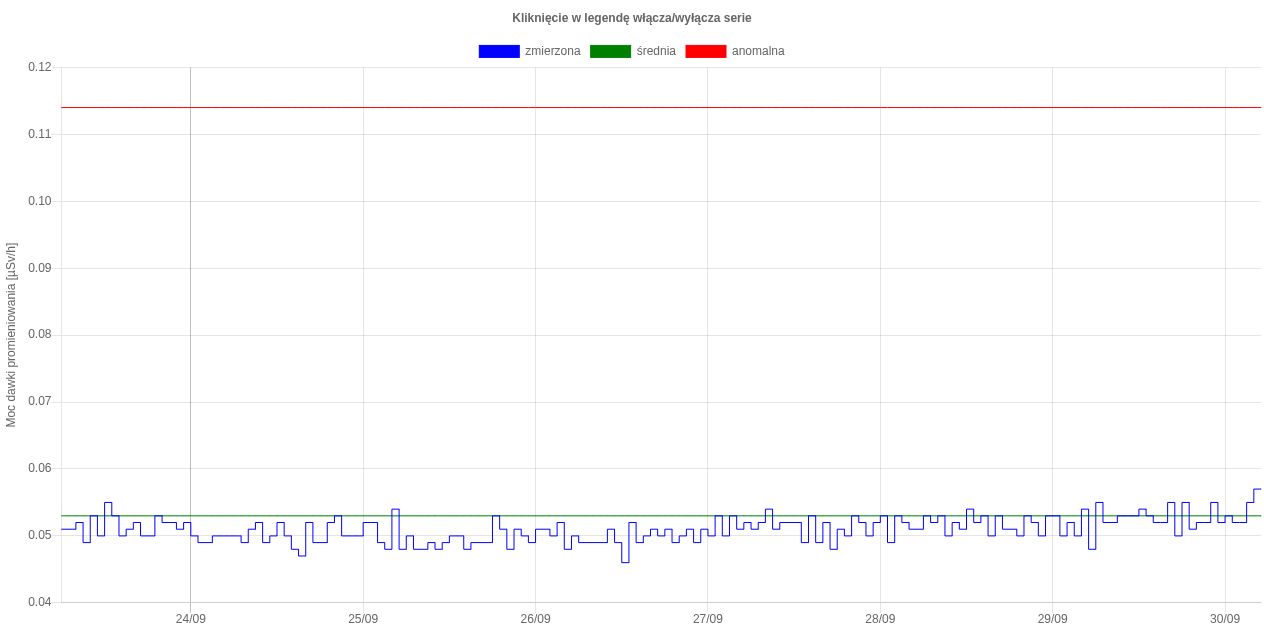 Kliknięcie w legendę włącza/wyłącza serie
zmierzona średnia anomalna
Moc dawki promieniowania [µSv/h]
0.12
0.11
0.10
0.09
0.08
0.07
0.06
0.05
0.04
24/09 25/09 26/09 27/09 28/09 29/09 30/09